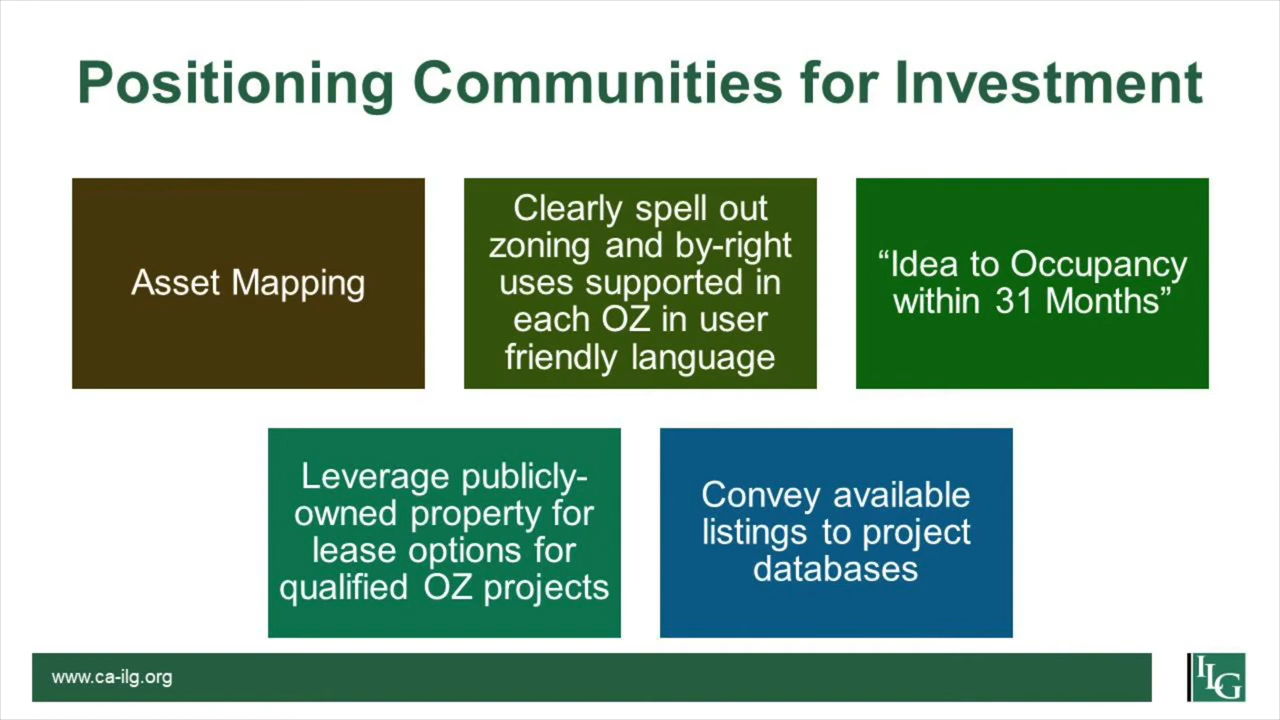 Positioning Communities for Investment
Asset Mapping
Clearly spell out
zoning and by-right
uses supported in
each OZ in user
friendly language
“Idea to Occupancy
within 31 Months”
Leverage publicly-
owned property for
lease options for
qualified OZ projects
Convey available
listings to project
databases
www.ca-ilg.org
ILG